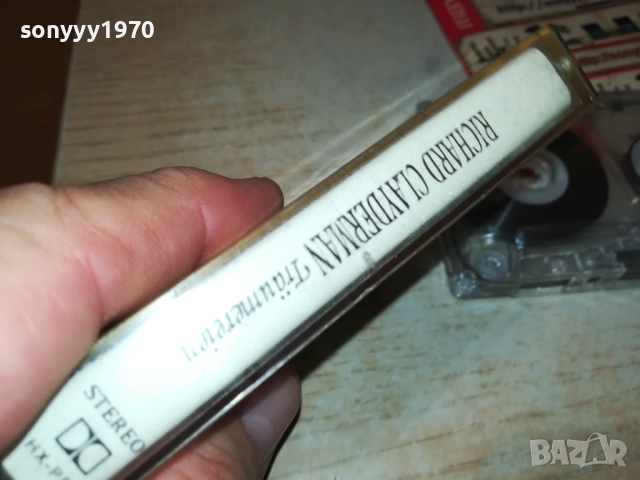 sonyyy1970
RICHARD CLAYDERMAN Träumereien
STEREO
BAZAR
bg